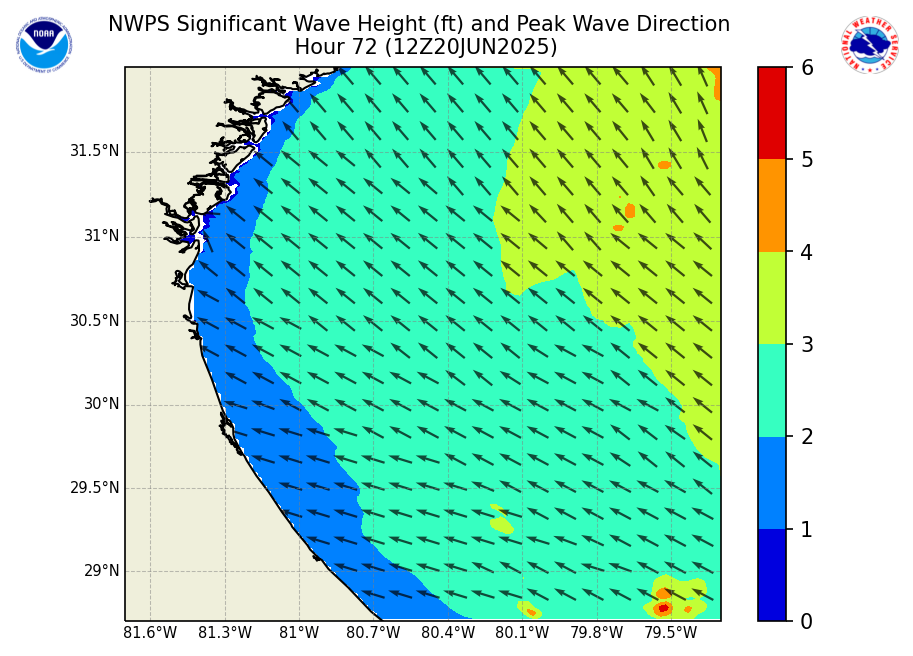 NWPS Significant Wave Height (ft) and Peak Wave Direction
Hour 72 (12Z20JUN2025)
NOAA
NATIONAL WEATHER SERVICE
31.5°N
31°N
30.5°N
30°N
29.5°N
29°N
81.6°W 81.3°W 81°W 80.7°W 80.4°W 80.1°W 79.8°W 79.5°W
6
5
4
3
2
1
0